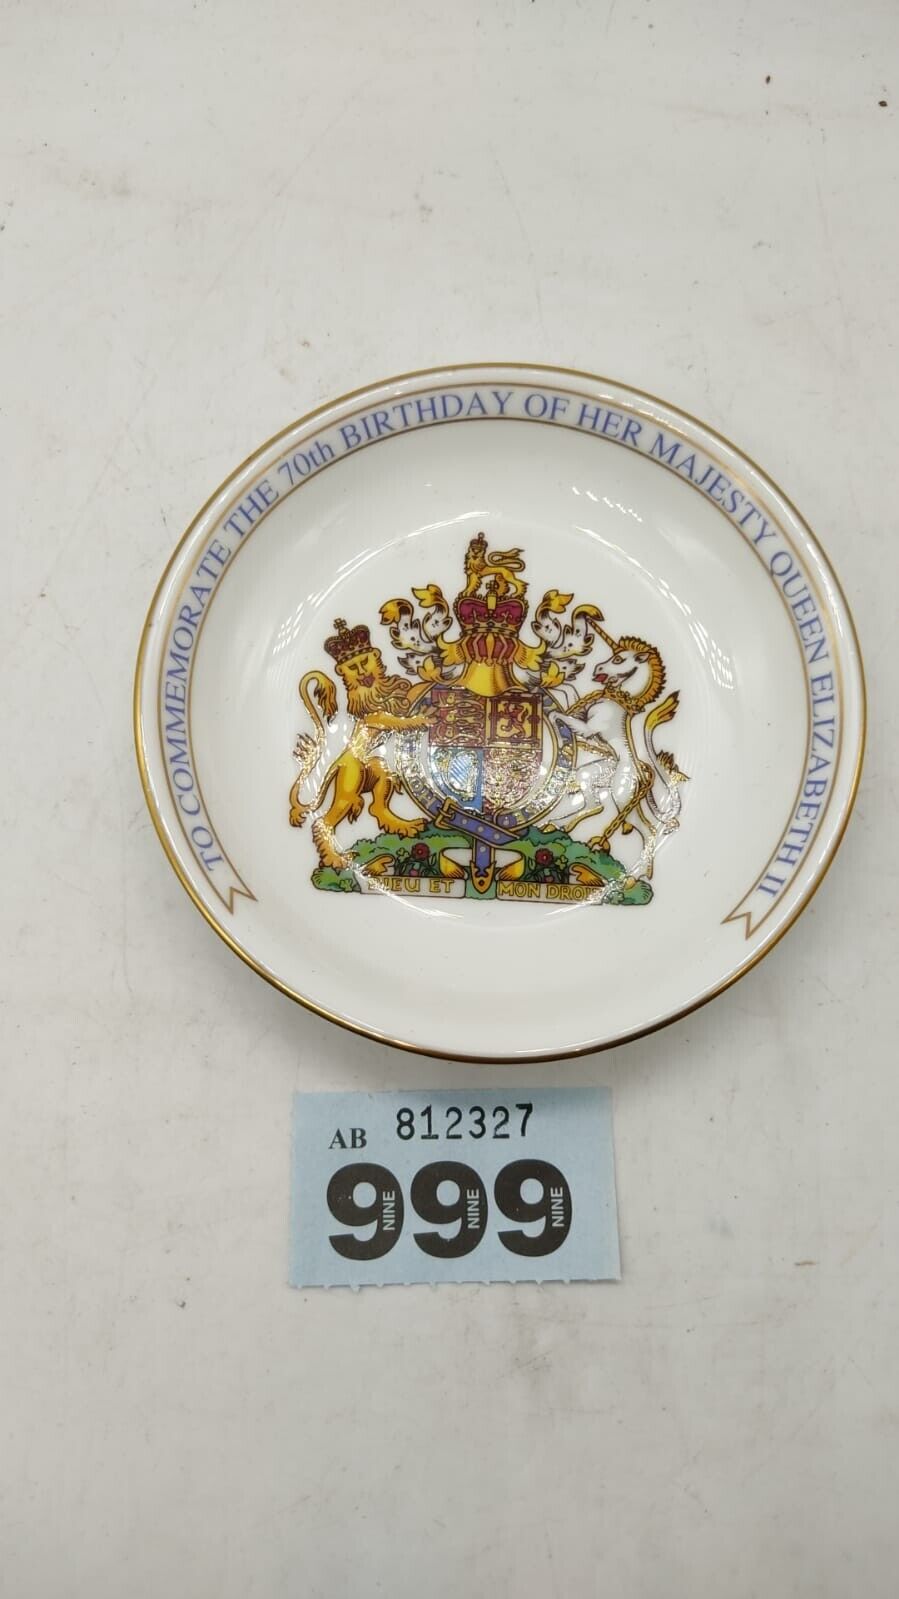 TO COMMEMORATE THE 70th BIRTHDAY OF HER MAJESTY QUEEN ELIZABETH II
DIEU ET MON DROIT
AB 812327
999
NINE NINE NINE